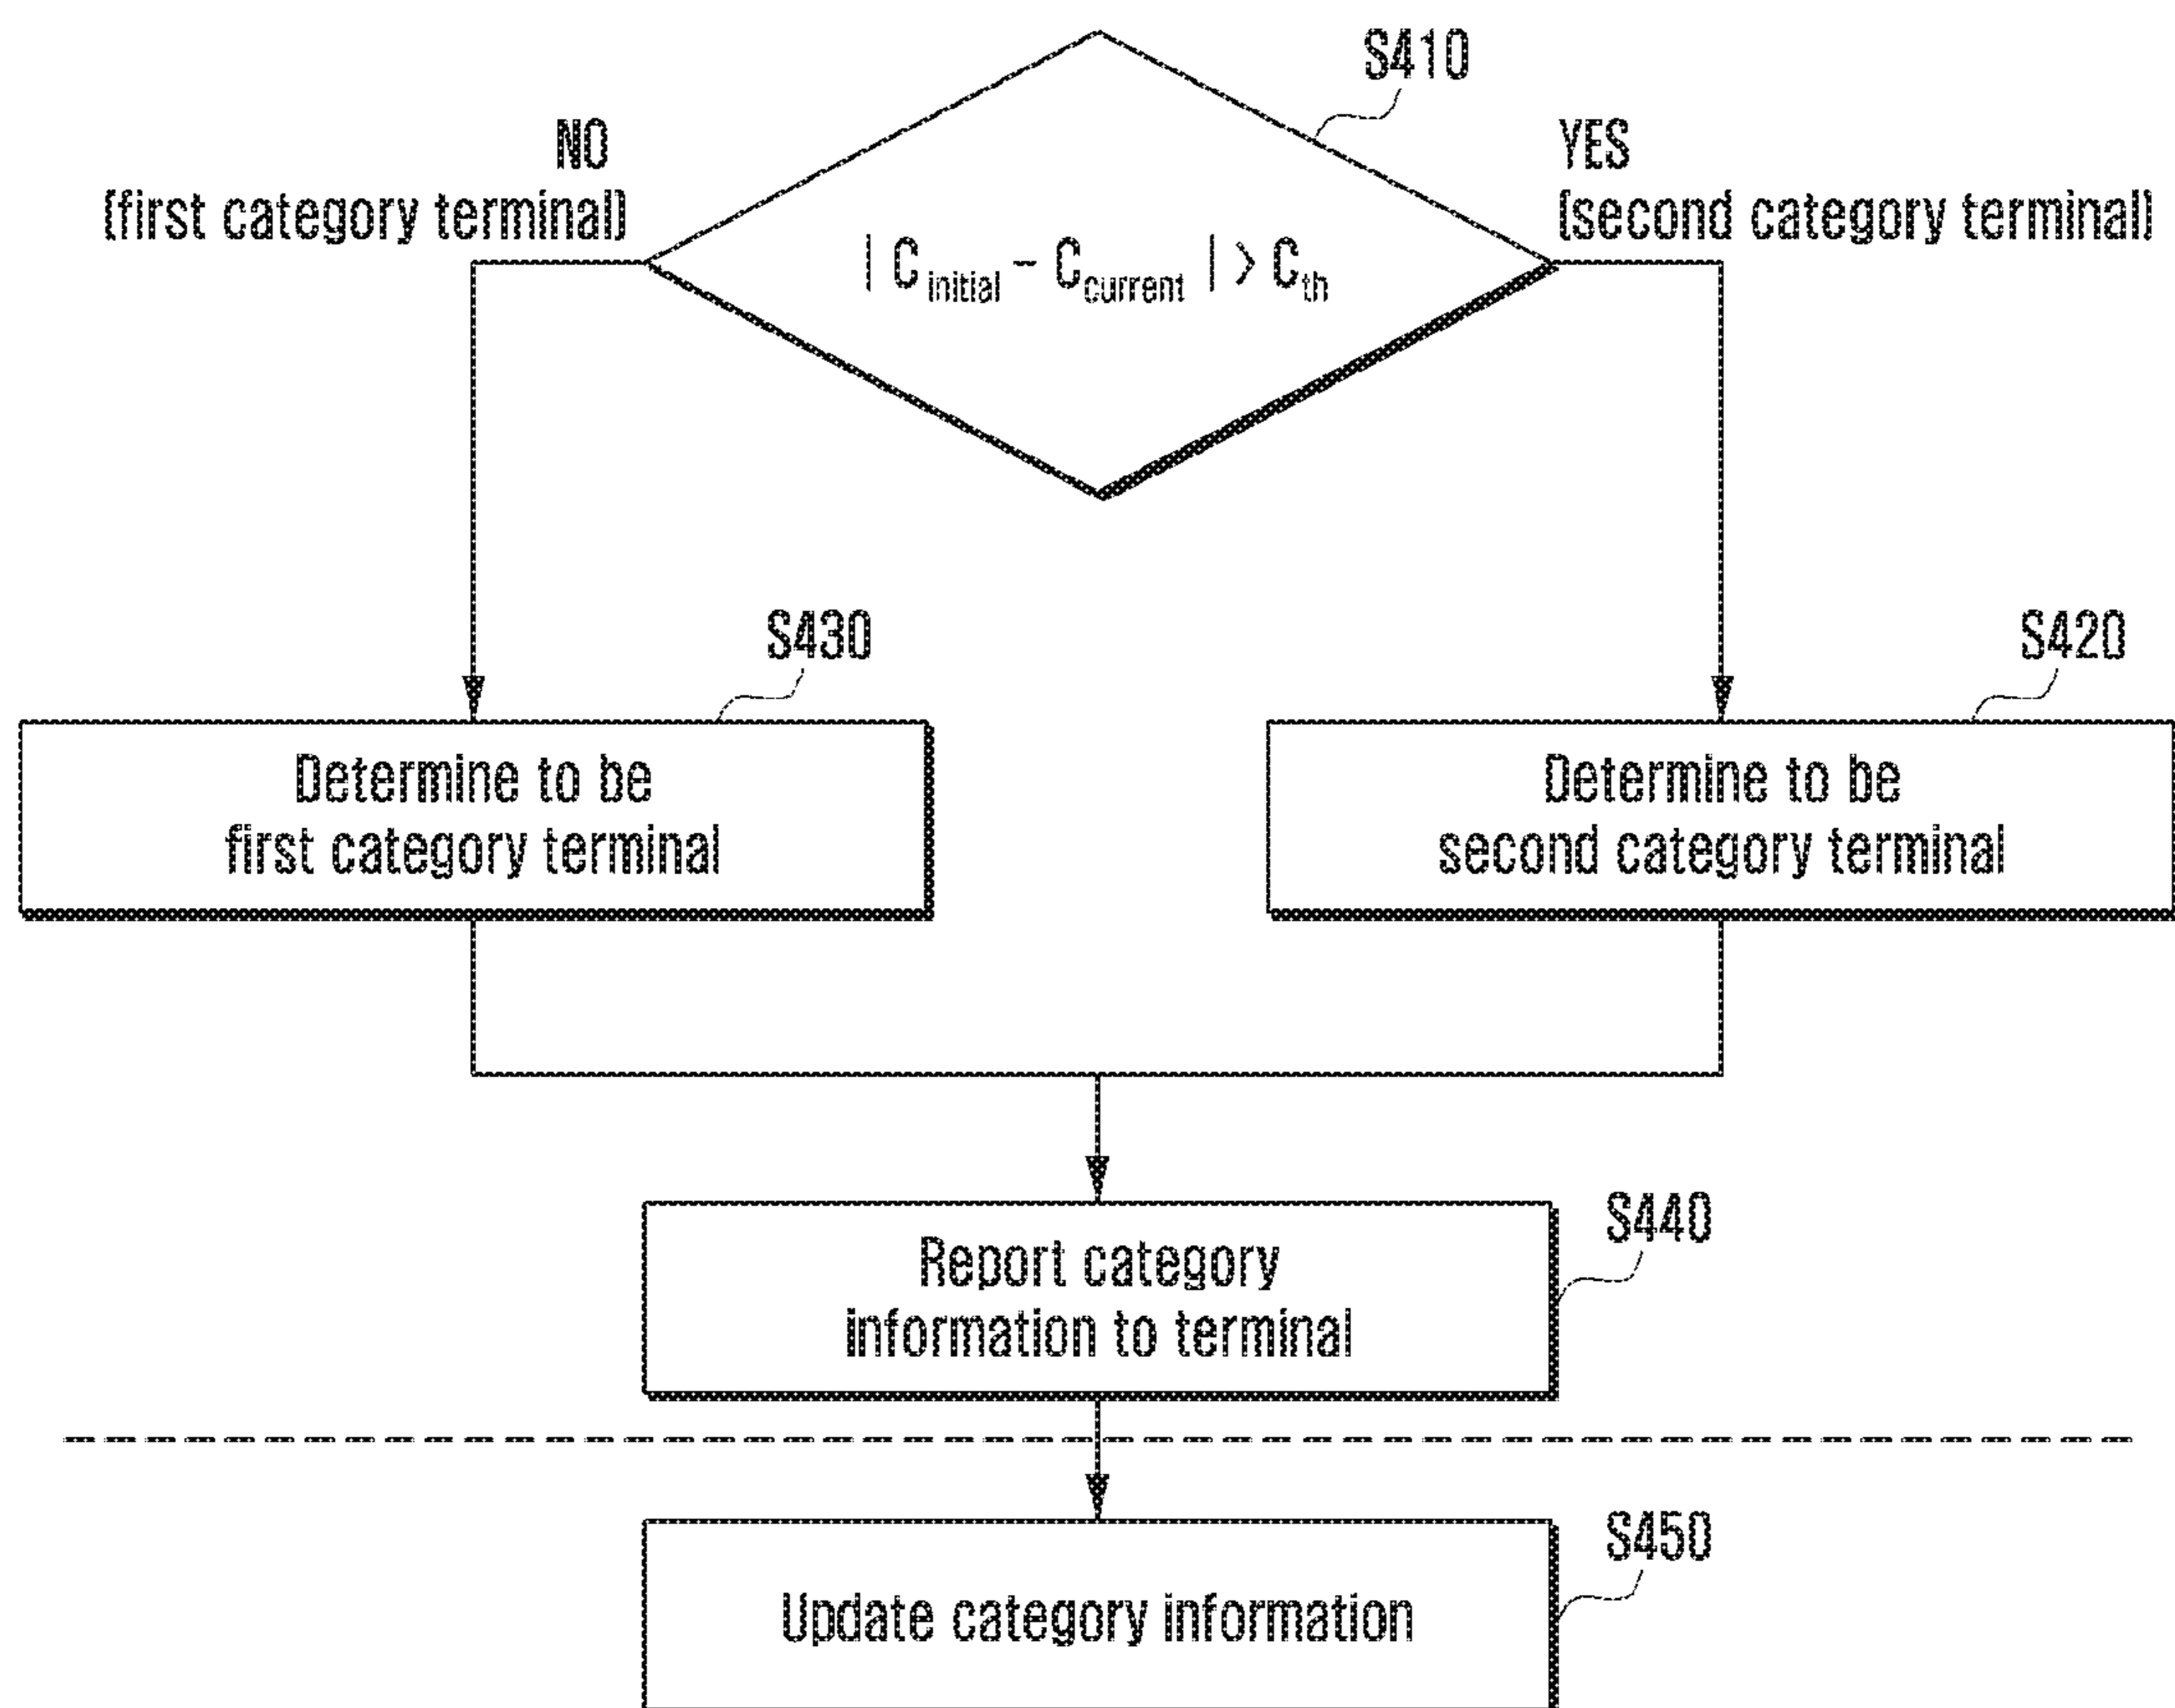 S410
NO
(first category terminal)
YES
(second category terminal)
| C initial - C current | > C th
S430
S420
Determine to be
first category terminal
Determine to be
second category terminal
S440
Report category
information to terminal
S450
Update category information